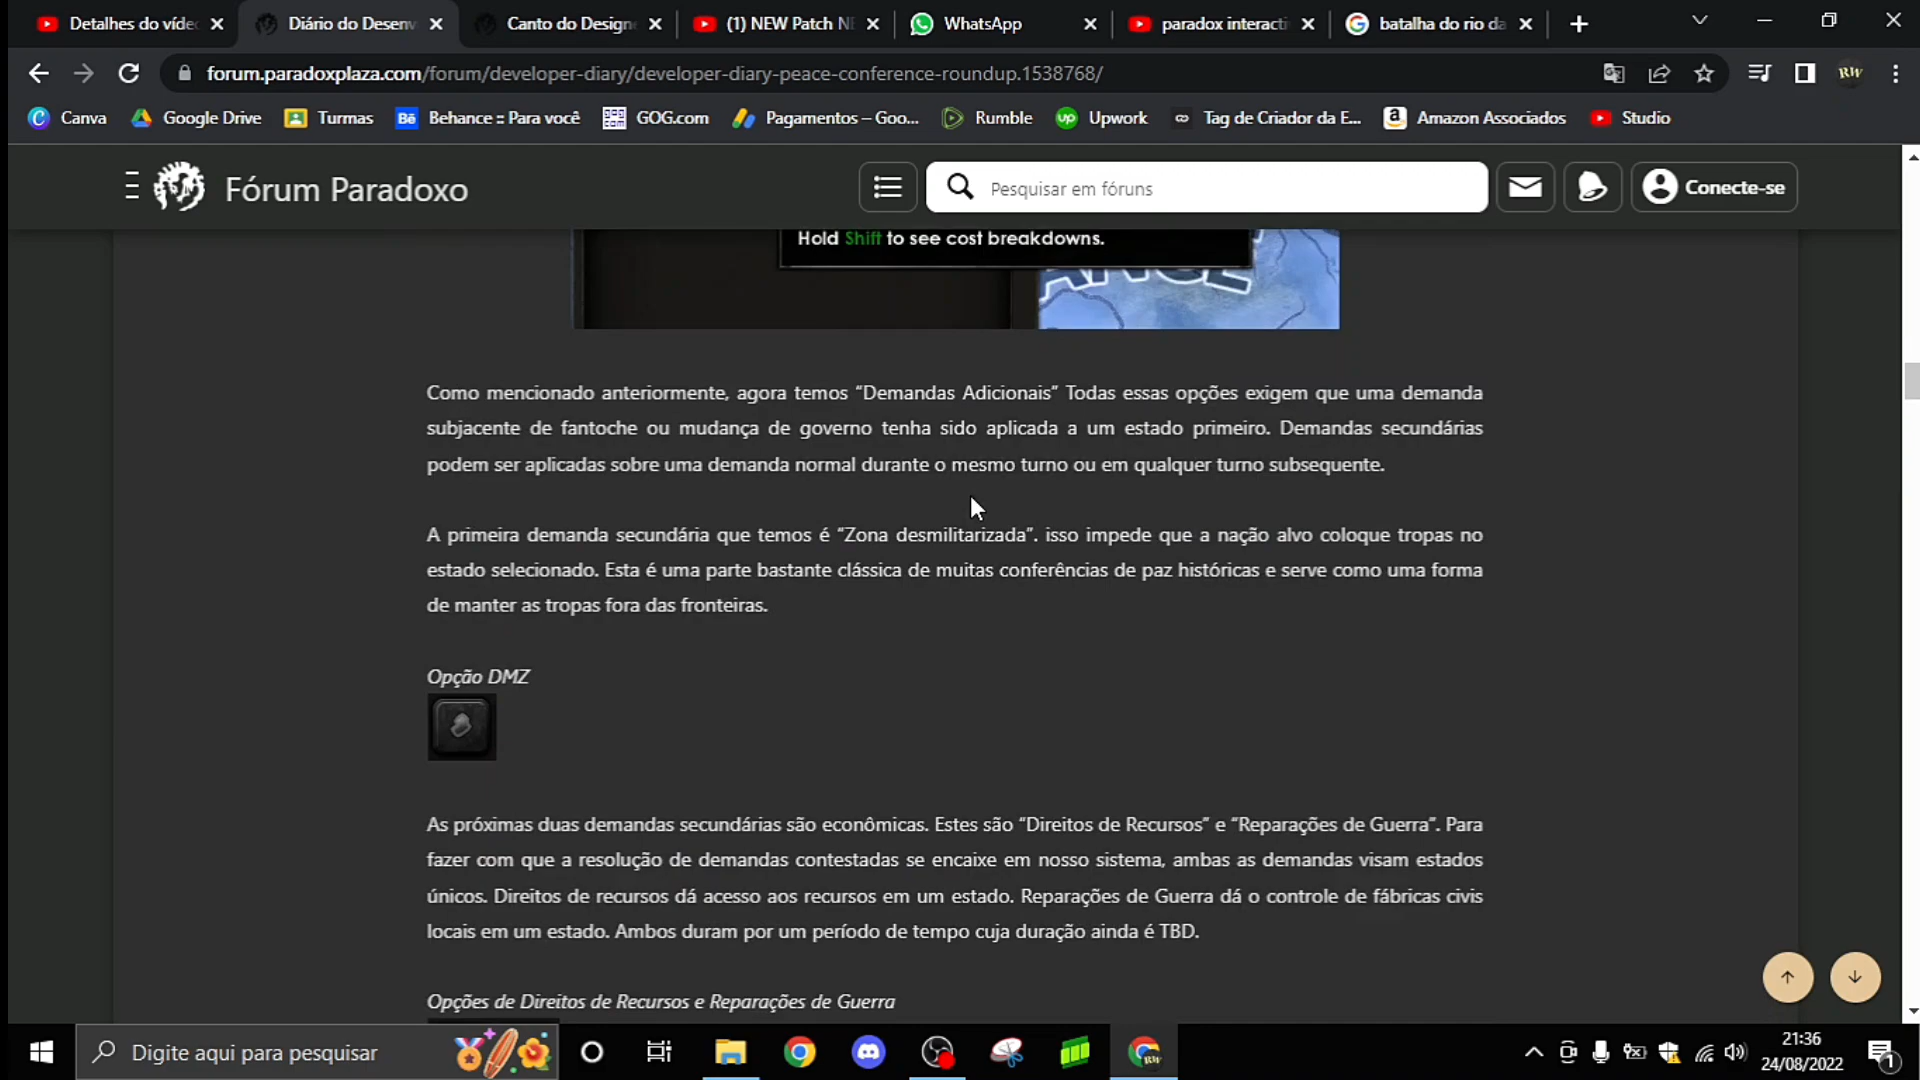 Detalhes do víde
Diário do Desenv
Canto do Design
(1) NEW Patch N
WhatsApp
paradox interacti
batalha do rio da
forum.paradoxplaza.com/forum/developer-diary/developer-diary-peace-conference-roundup.1538768/
RW
Canva
Google Drive
Turmas
Bē Behance :: Para você
GOG.com
Pagamentos – Goo...
Rumble
up Upwork
Tag de Criador da E...
a Amazon Associados
Studio
Fórum Paradoxo
Pesquisar em fóruns
Conecte-se
Hold Shift to see cost breakdowns.
Como mencionado anteriormente, agora temos “Demandas Adicionais” Todas essas opções exigem que uma demanda
subjacente de fantoche ou mudança de governo tenha sido aplicada a um estado primeiro. Demandas secundárias
podem ser aplicadas sobre uma demanda normal durante o mesmo turno ou em qualquer turno subsequente.
A primeira demanda secundária que temos é “Zona desmilitarizada”. isso impede que a nação alvo coloque tropas no
estado selecionado. Esta é uma parte bastante clássica de muitas conferências de paz históricas e serve como uma forma
de manter as tropas fora das fronteiras.
Opção DMZ
As próximas duas demandas secundárias são econômicas. Estes são “Direitos de Recursos” e “Reparações de Guerra”. Para
fazer com que a resolução de demandas contestadas se encaixe em nosso sistema, ambas as demandas visam estados
únicos. Direitos de recursos dá acesso aos recursos em um estado. Reparações de Guerra dá o controle de fábricas civis
locais em um estado. Ambos duram por um período de tempo cuja duração ainda é TBD.
Opções de Direitos de Recursos e Reparações de Guerra
Digite aqui para pesquisar
RW
21:36
24/08/2022
1